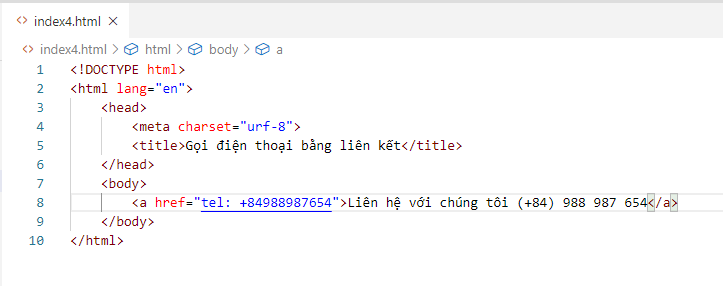 index4.html
index4.html > html > body > a
1 <!DOCTYPE html>
2 <html lang="en">
3 <head>
4 <meta charset="urf-8">
5 <title>Gọi điện thoại bằng liên kết</title>
6 </head>
7 <body>
8 <a href="tel: +84988987654">Liên hệ với chúng tôi (+84) 988 987 654</a>
9 </body>
10 </html>